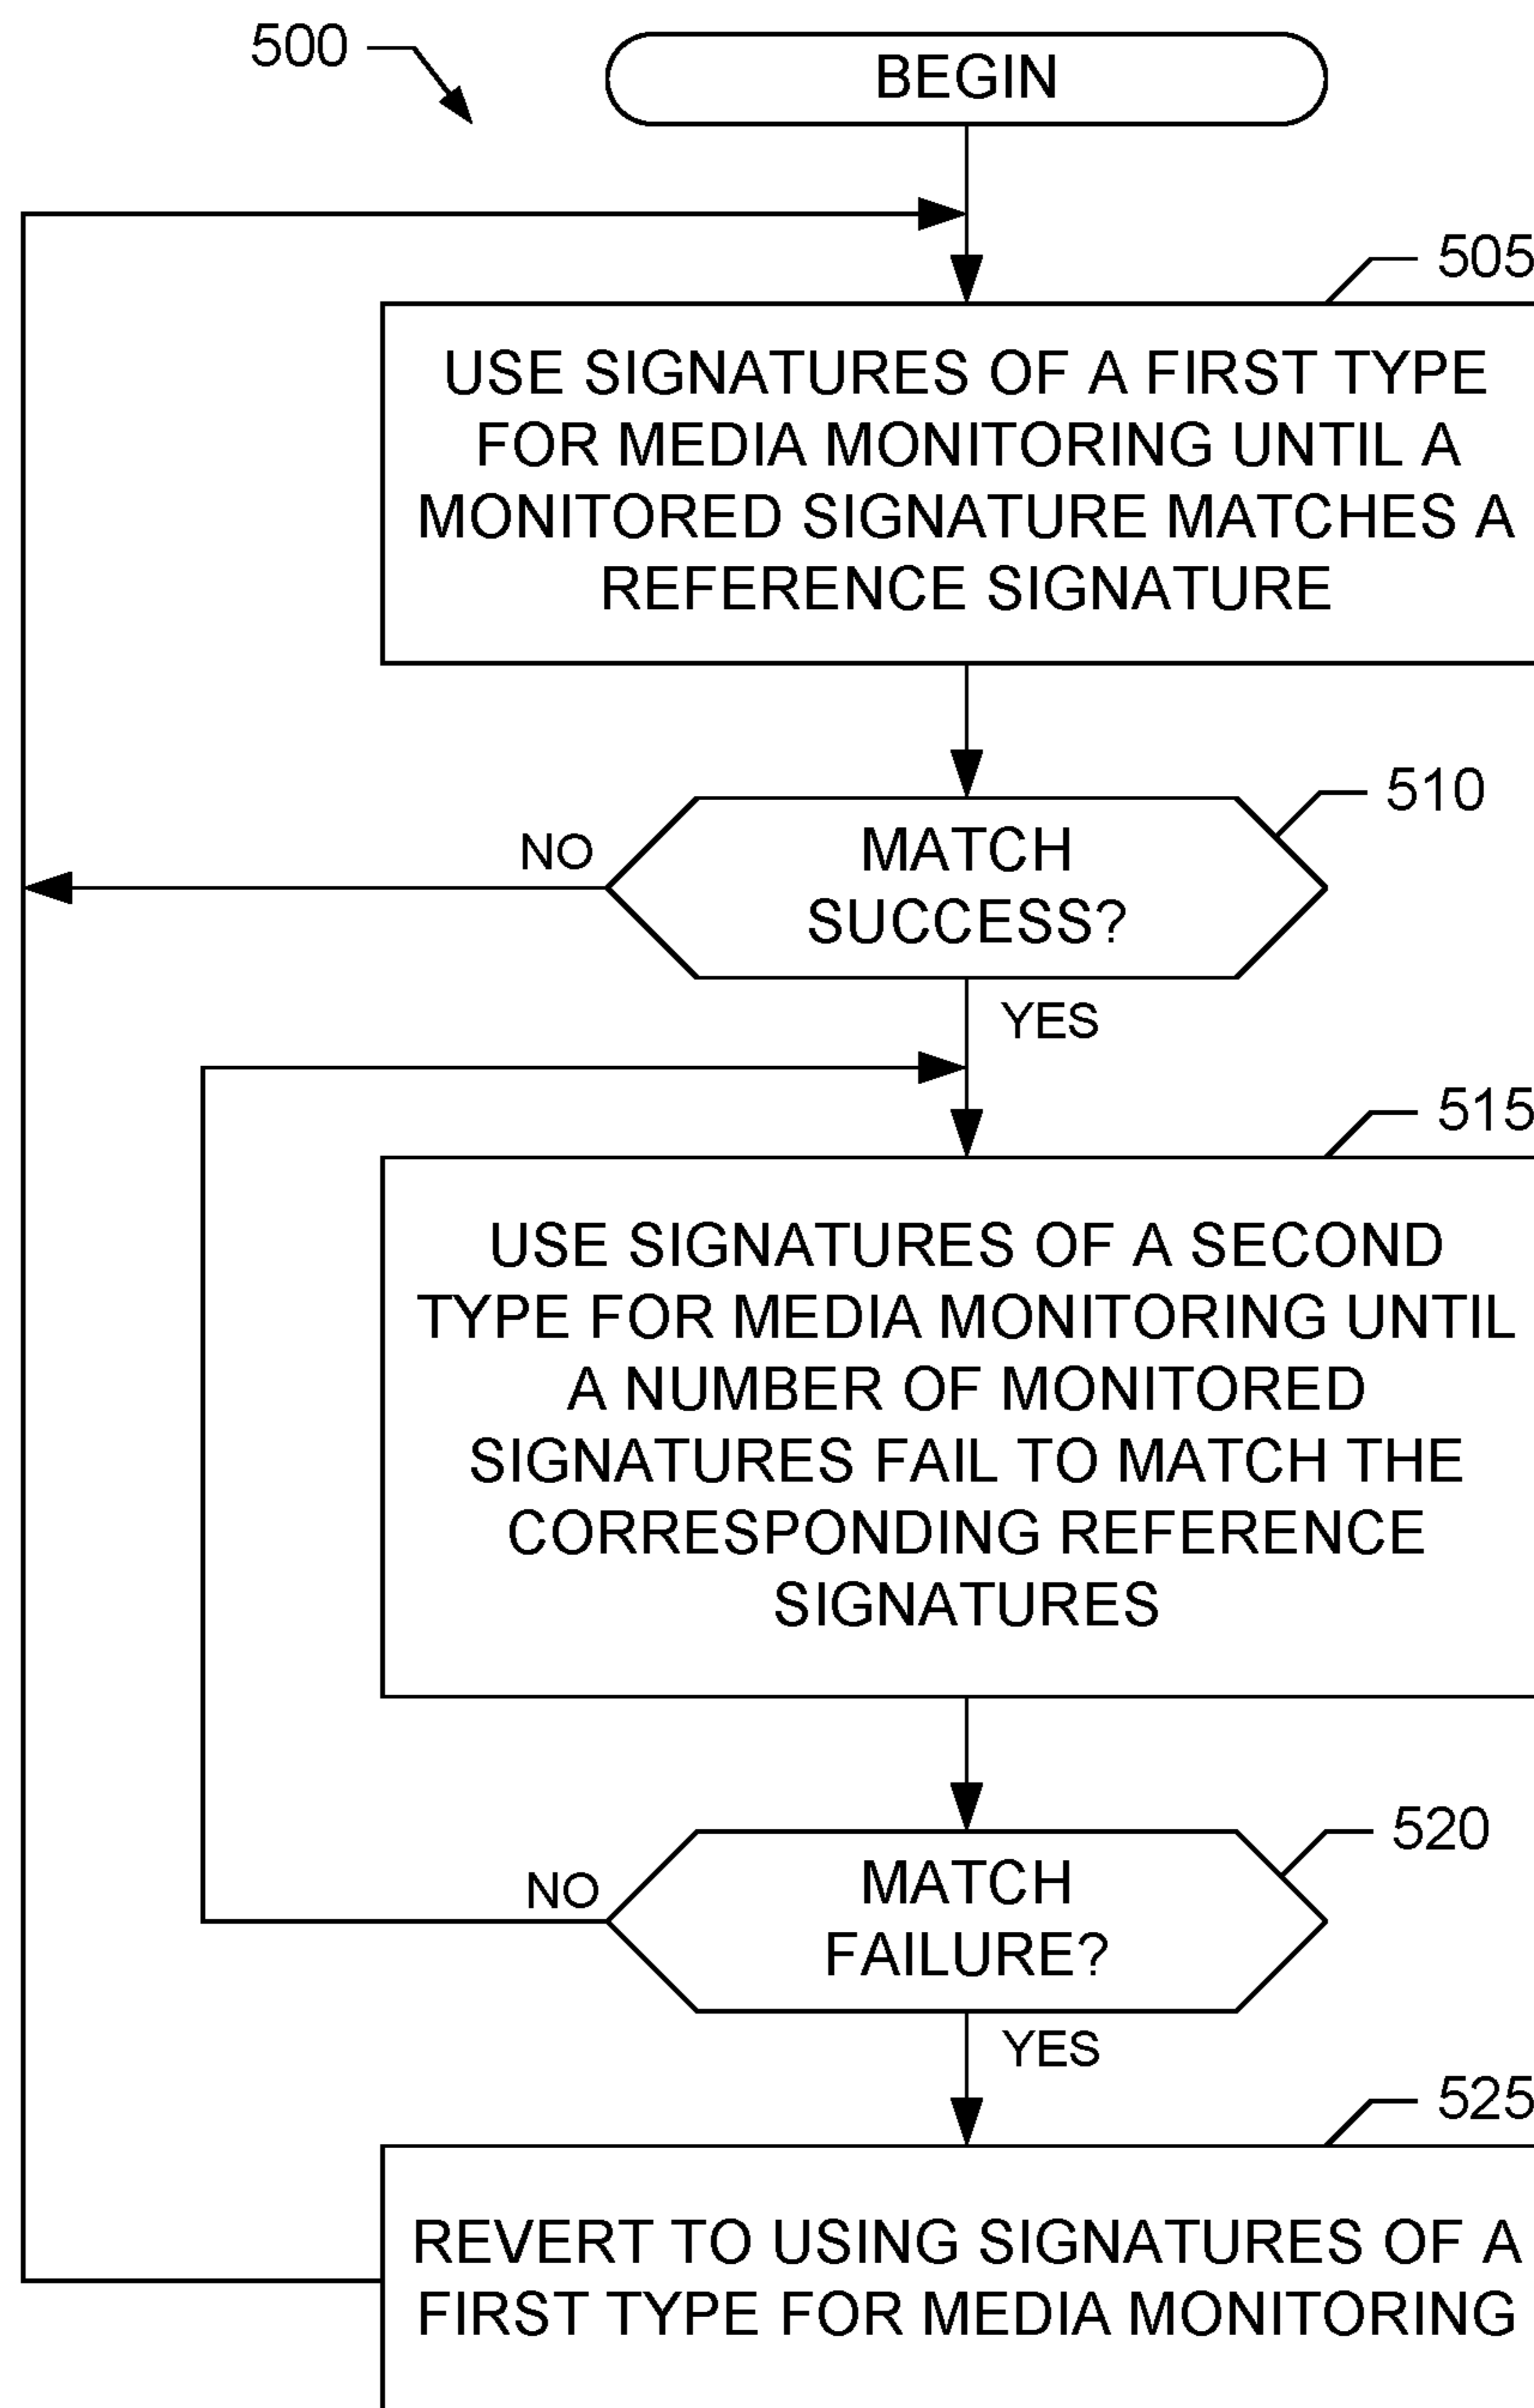 500
BEGIN
505
USE SIGNATURES OF A FIRST TYPE
FOR MEDIA MONITORING UNTIL A
MONITORED SIGNATURE MATCHES A
REFERENCE SIGNATURE
510
NO
MATCH
SUCCESS?
YES
515
USE SIGNATURES OF A SECOND
TYPE FOR MEDIA MONITORING UNTIL
A NUMBER OF MONITORED
SIGNATURES FAIL TO MATCH THE
CORRESPONDING REFERENCE
SIGNATURES
520
NO
MATCH
FAILURE?
YES
525
REVERT TO USING SIGNATURES OF A
FIRST TYPE FOR MEDIA MONITORING